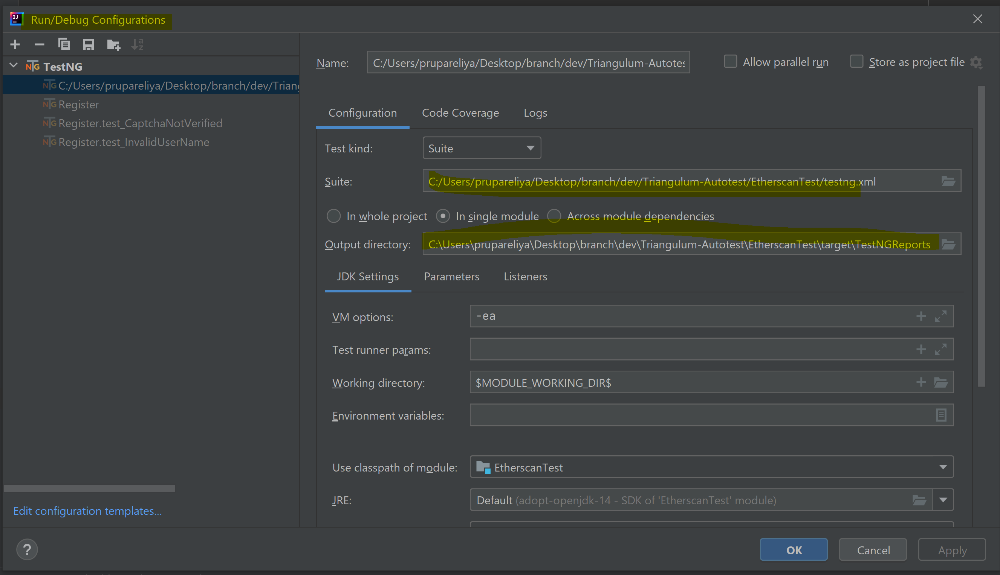 Run/Debug Configurations
TestNG
C:/Users/prupareliya/Desktop/branch/dev/Triang
Register
Register.test_CaptchaNotVerified
Register.test_InvalidUserName
Edit configuration templates...
Name: C:/Users/prupareliya/Desktop/branch/dev/Triangulum-Autotes
Allow parallel run
Store as project file
Configuration Code Coverage Logs
Test kind: Suite
Suite: C:/Users/prupareliya/Desktop/branch/dev/Triangulum-Autotest/EtherscanTest/testng.xml
In whole project In single module Across module dependencies
Output directory: C:\Users\prupareliya\Desktop\branch\dev\Triangulum-Autotest\EtherscanTest\target\TestNGReports
JDK Settings Parameters Listeners
VM options: -ea
Test runner params:
Working directory: $MODULE_WORKING_DIR$
Environment variables:
Use classpath of module: EtherscanTest
JRE: Default (adopt-openjdk-14 - SDK of 'EtherscanTest' module)
? OK Cancel Apply